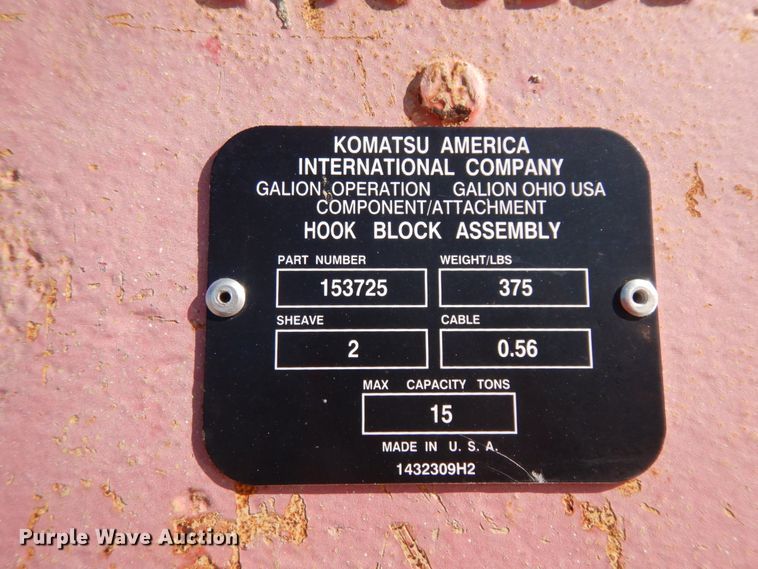 KOMATSU AMERICA
INTERNATIONAL COMPANY
GALION OPERATION GALION OHIO USA
COMPONENT/ATTACHMENT
HOOK BLOCK ASSEMBLY
PART NUMBER WEIGHT/LBS
153725 375
SHEAVE CABLE
2 0.56
MAX CAPACITY TONS
15
MADE IN U. S. A.
1432309H2
Purple Wave Auction